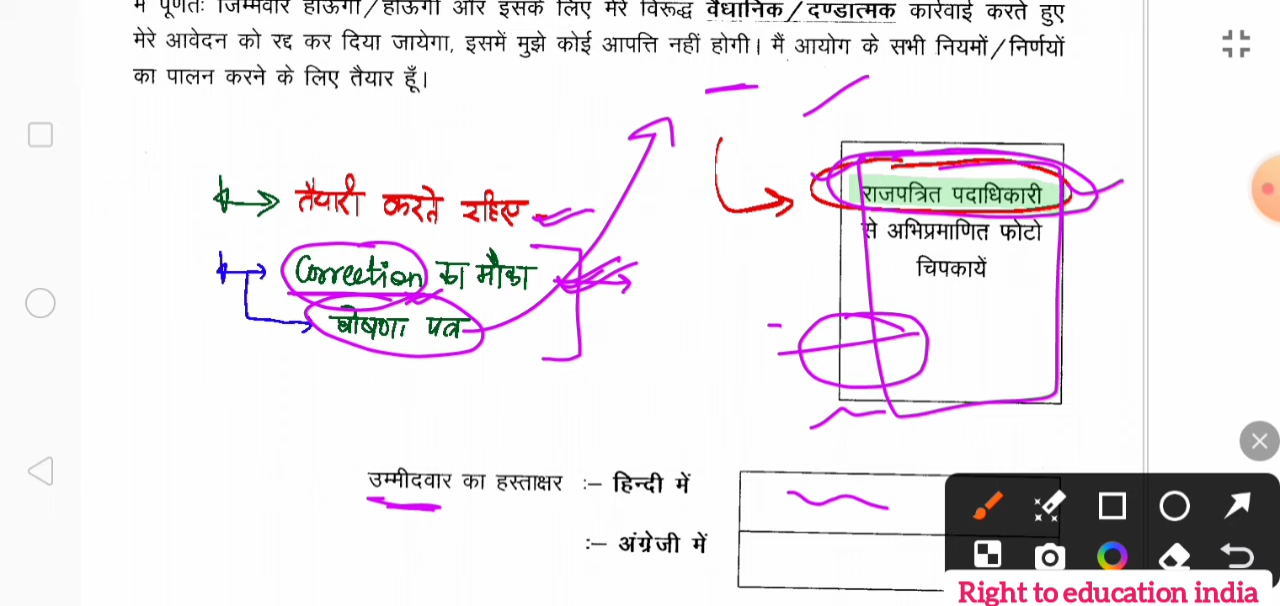 में पूर्णतः जिम्मेवार होऊँगा/होऊँगी और इसके लिए मेरे विरूद्ध वैधानिक/दण्डात्मक कार्रवाई करते हुए
मेरे आवेदन को रद्द कर दिया जायेगा, इसमें मुझे कोई आपत्ति नहीं होगी। मैं आयोग के सभी नियमों/निर्णयों
का पालन करने के लिए तैयार हूँ।
राजपत्रित पदाधिकारी
से अभिप्रमाणित फोटो
चिपकायें
तैयारी करते रहिए
Correction का मौका
घोषणा पत्र
उम्मीदवार का हस्ताक्षर :– हिन्दी में
:– अंग्रेजी में
Right to education india